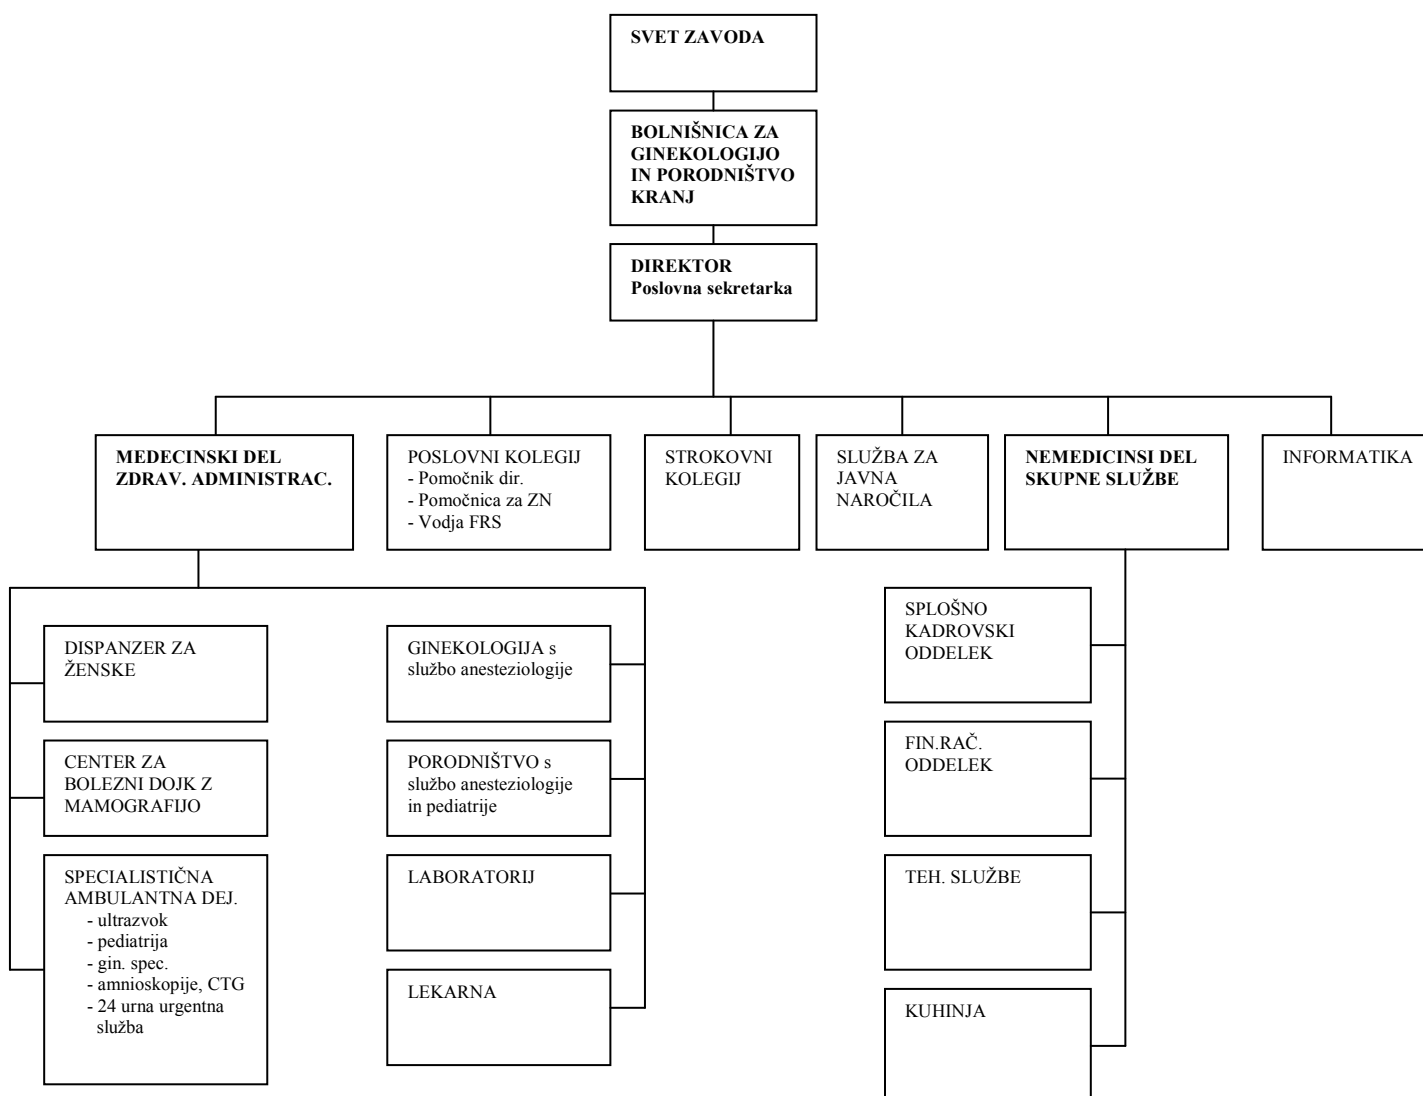 SVET ZAVODA
BOLNIŠNICA ZA
GINEKOLOGIJO
IN PORODNIŠTVO
KRANJ
DIREKTOR
Poslovna sekretarka
MEDECINSKI DEL
ZDRAV. ADMINISTRAC.
POSLOVNI KOLEGIJ
- Pomočnik dir.
- Pomočnica za ZN
- Vodja FRS
STROKOVNI
KOLEGIJ
SLUŽBA ZA
JAVNA
NAROČILA
NEMEDICINSI DEL
SKUPNE SLUŽBE
INFORMATIKA
DISPANZER ZA
ŽENSKE
CENTER ZA
BOLEZNI DOJK Z
MAMOGRAFIJO
SPECIALISTIČNA
AMBULANTNA DEJ.
- ultrazvok
- pediatrija
- gin. spec.
- amnioskopije, CTG
- 24 urna urgentna
služba
GINEKOLOGIJA s
službo anesteziologije
PORODNIŠTVO s
službo anesteziologije
in pediatrije
LABORATORIJ
LEKARNA
SPLOŠNO
KADROVSKI
ODDELEK
FIN.RAČ.
ODDELEK
TEH. SLUŽBE
KUHINJA